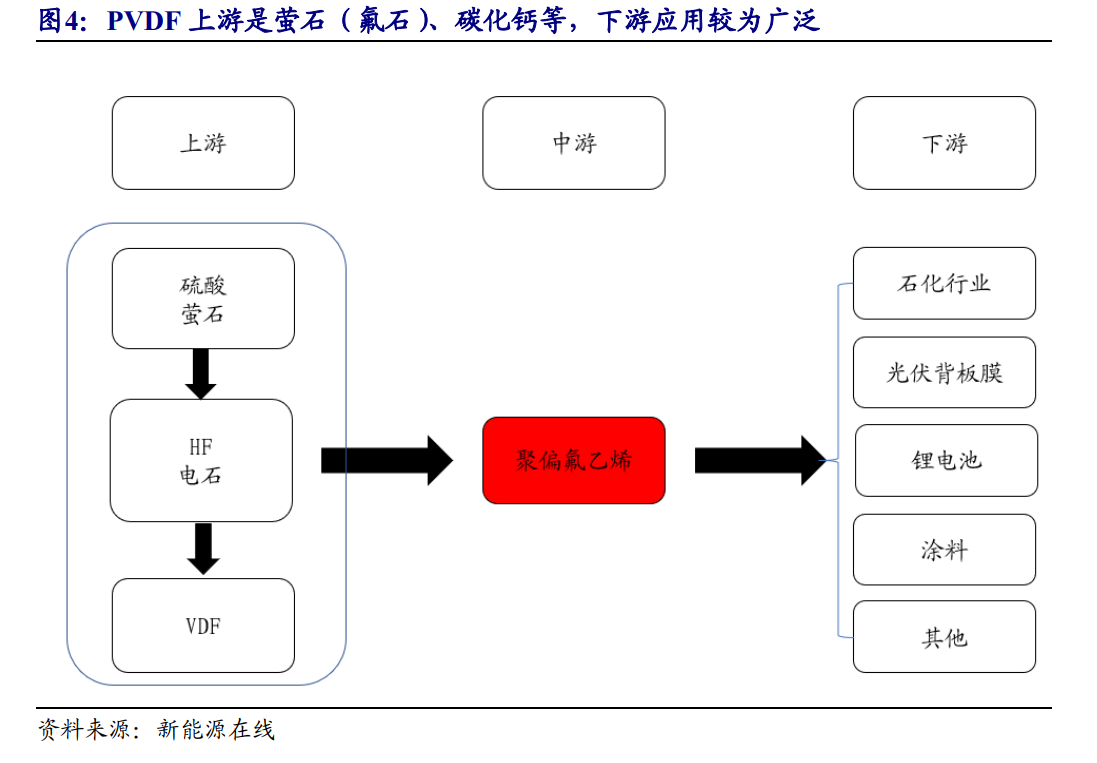 图4：PVDF 上游是萤石（氟石）、碳化钙等，下游应用较为广泛
上游
中游
下游
硫酸
萤石
HF
电石
VDF
聚偏氟乙烯
石化行业
光伏背板膜
锂电池
涂料
其他
资料来源：新能源在线